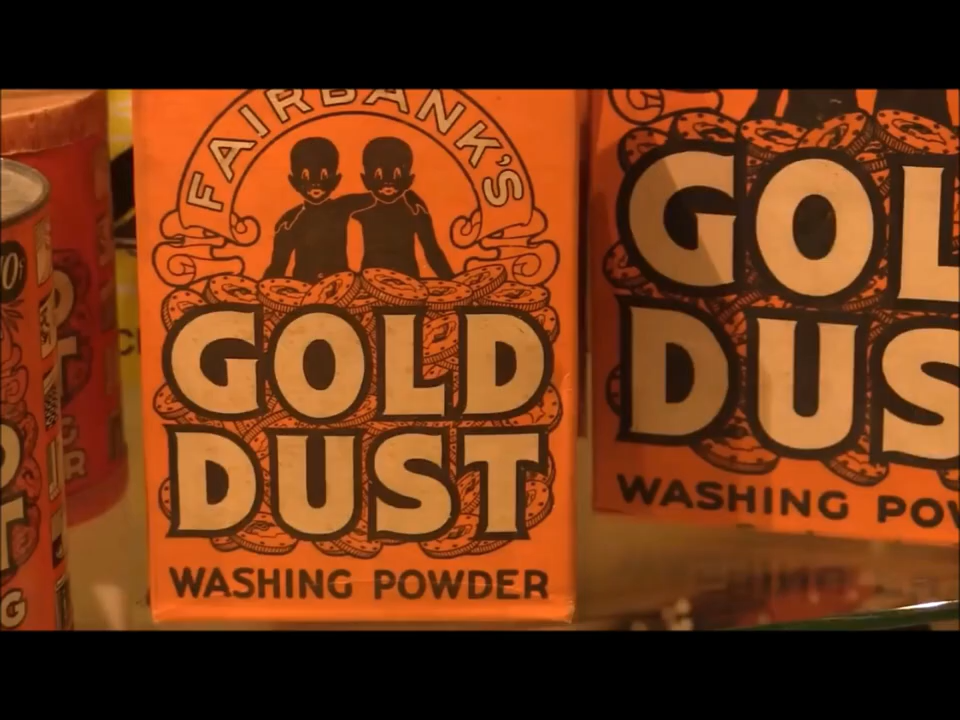 FAIRBANK'S
GOLD
DUST
WASHING POWDER
GOL
DUS
WASHING POW